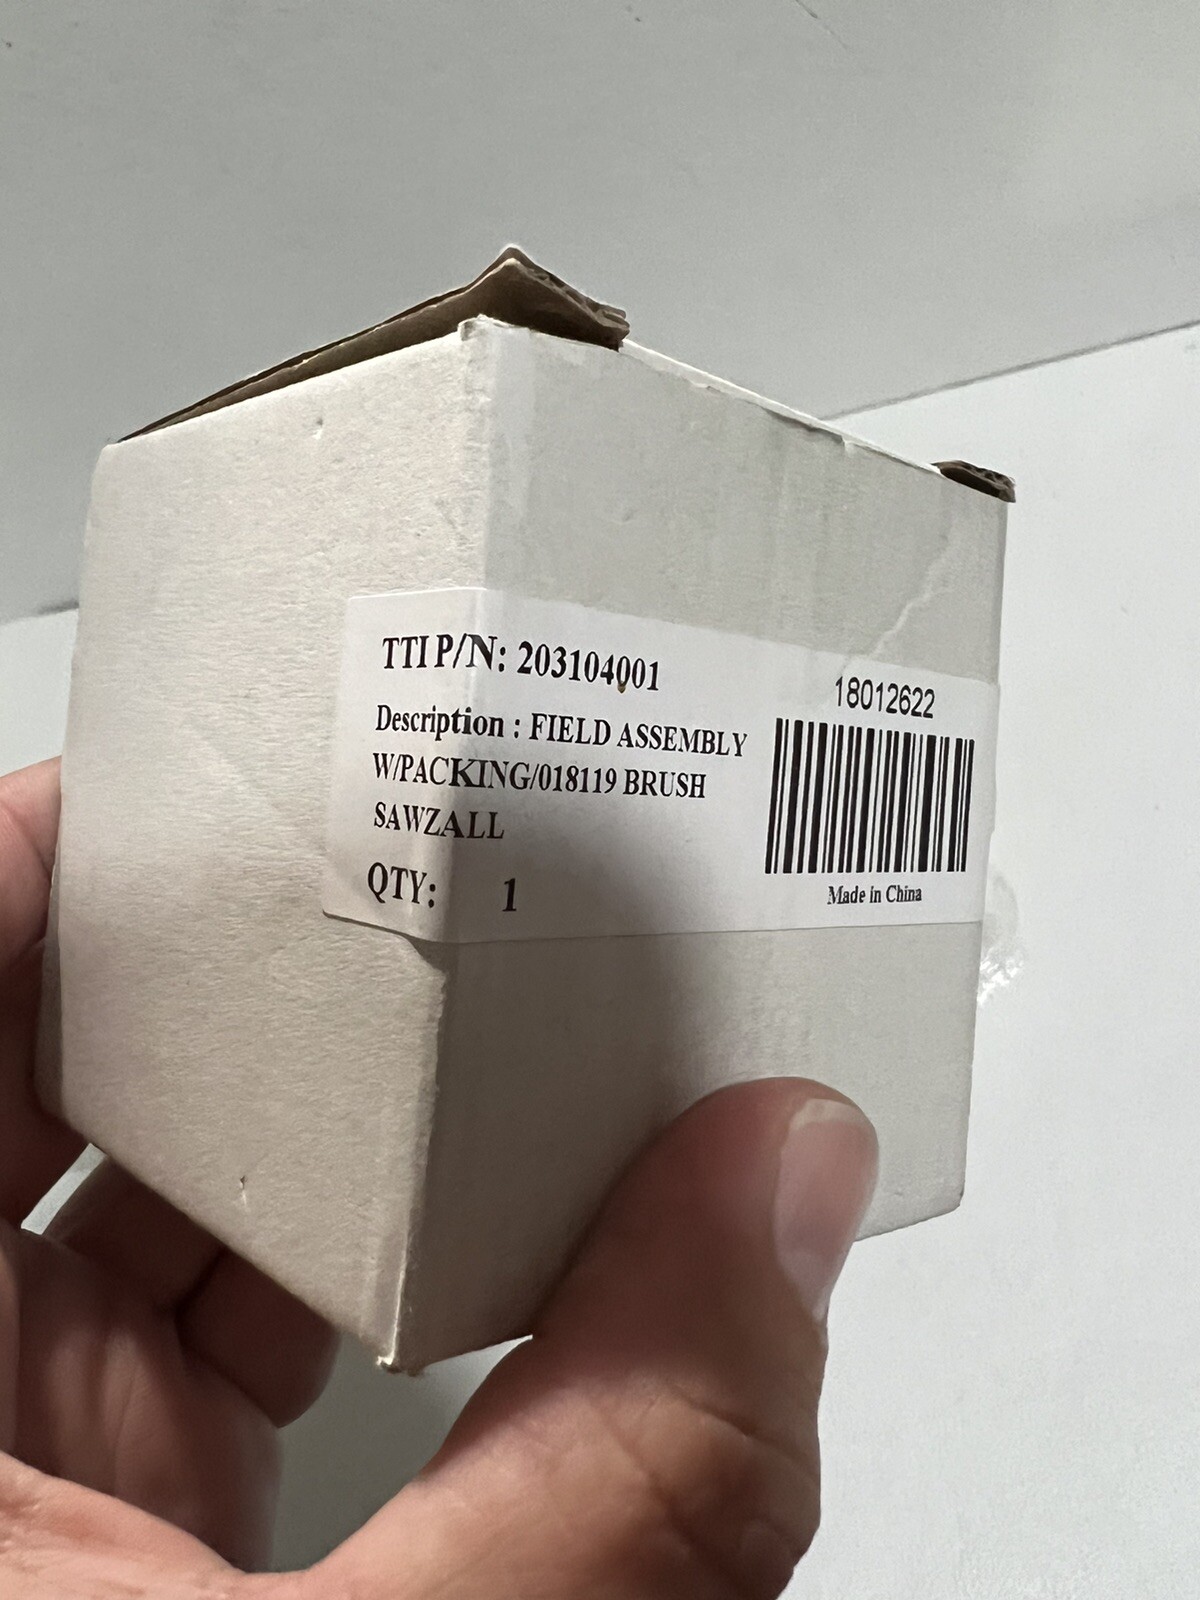 TTI P/N: 203104001
Description : FIELD ASSEMBLY
W/PACKING/018119 BRUSH
SAWZALL
QTY: 1
18012622
Made in China